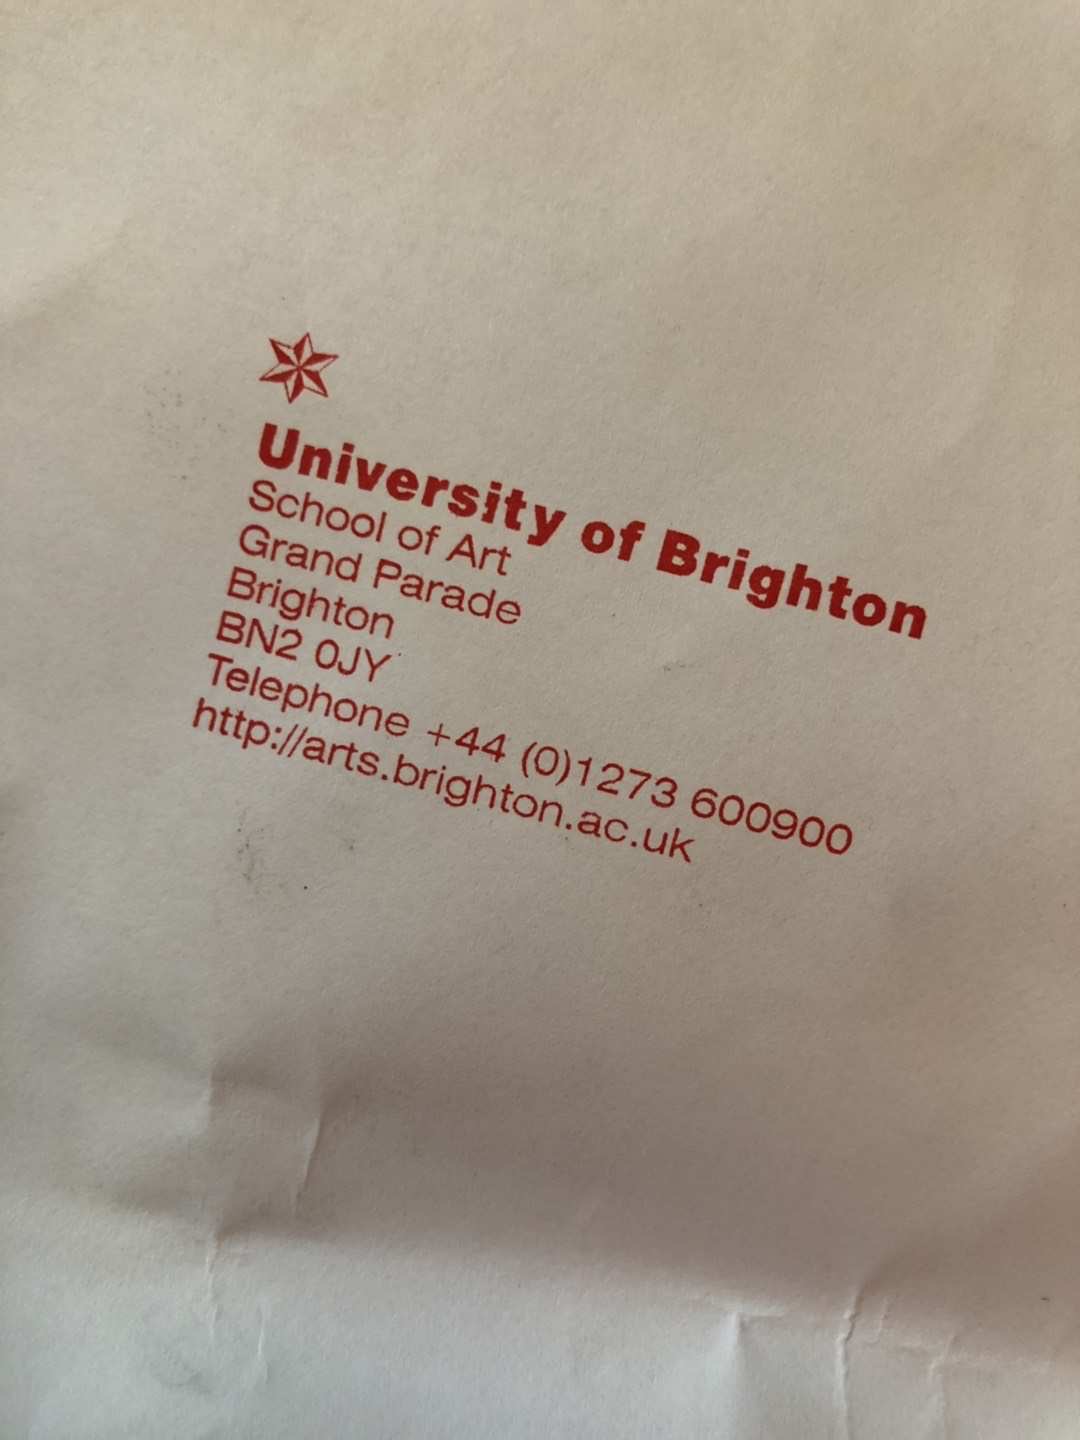 University of Brighton
School of Art
Grand Parade
Brighton
BN2 0JY
Telephone +44 (0)1273 600900
http://arts.brighton.ac.uk